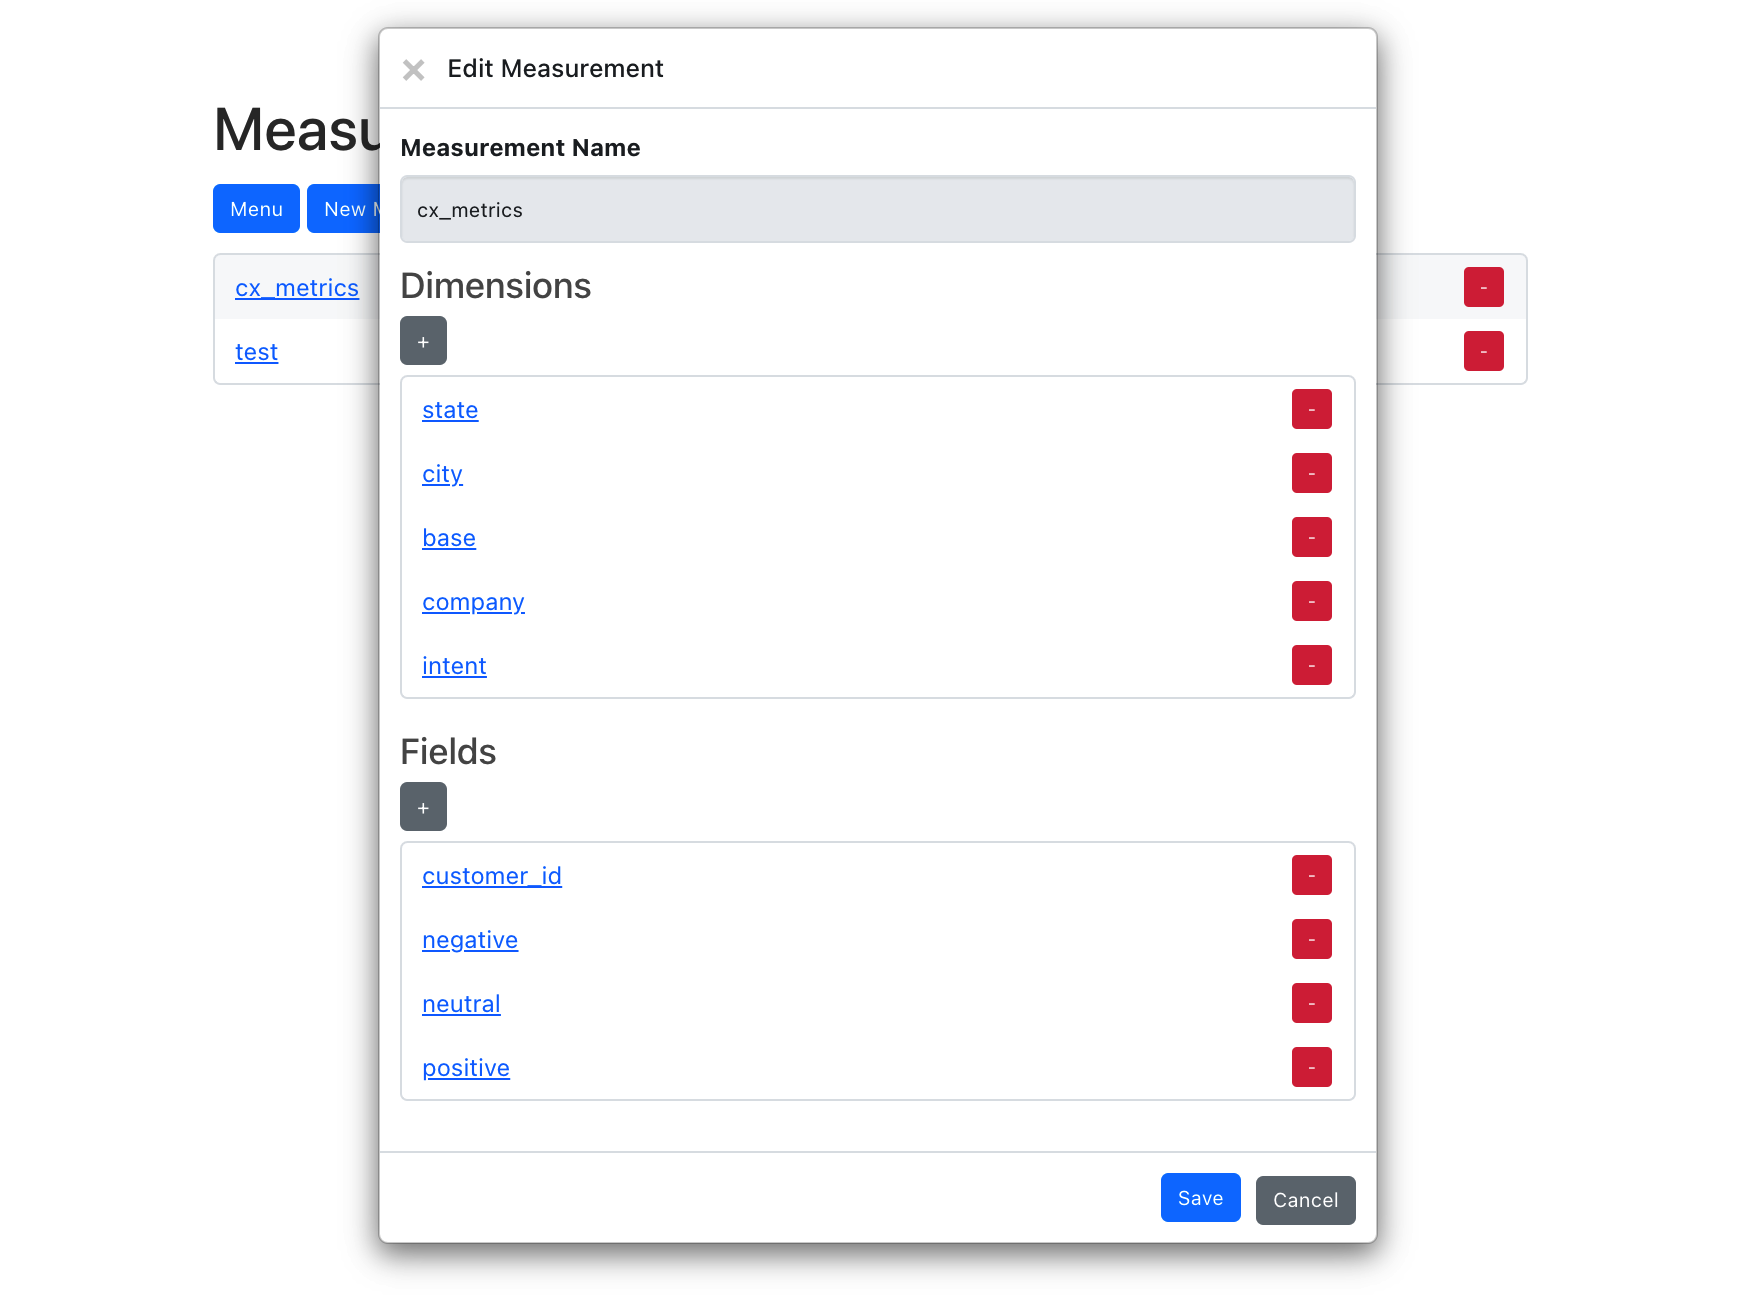 × Edit Measurement
Measu
Measurement Name
Menu New M
cx_metrics
Dimensions
cx_metrics -
+
test -
state -
city -
base -
company -
intent -
Fields
+
customer_id -
negative -
neutral -
positive -
Save Cancel